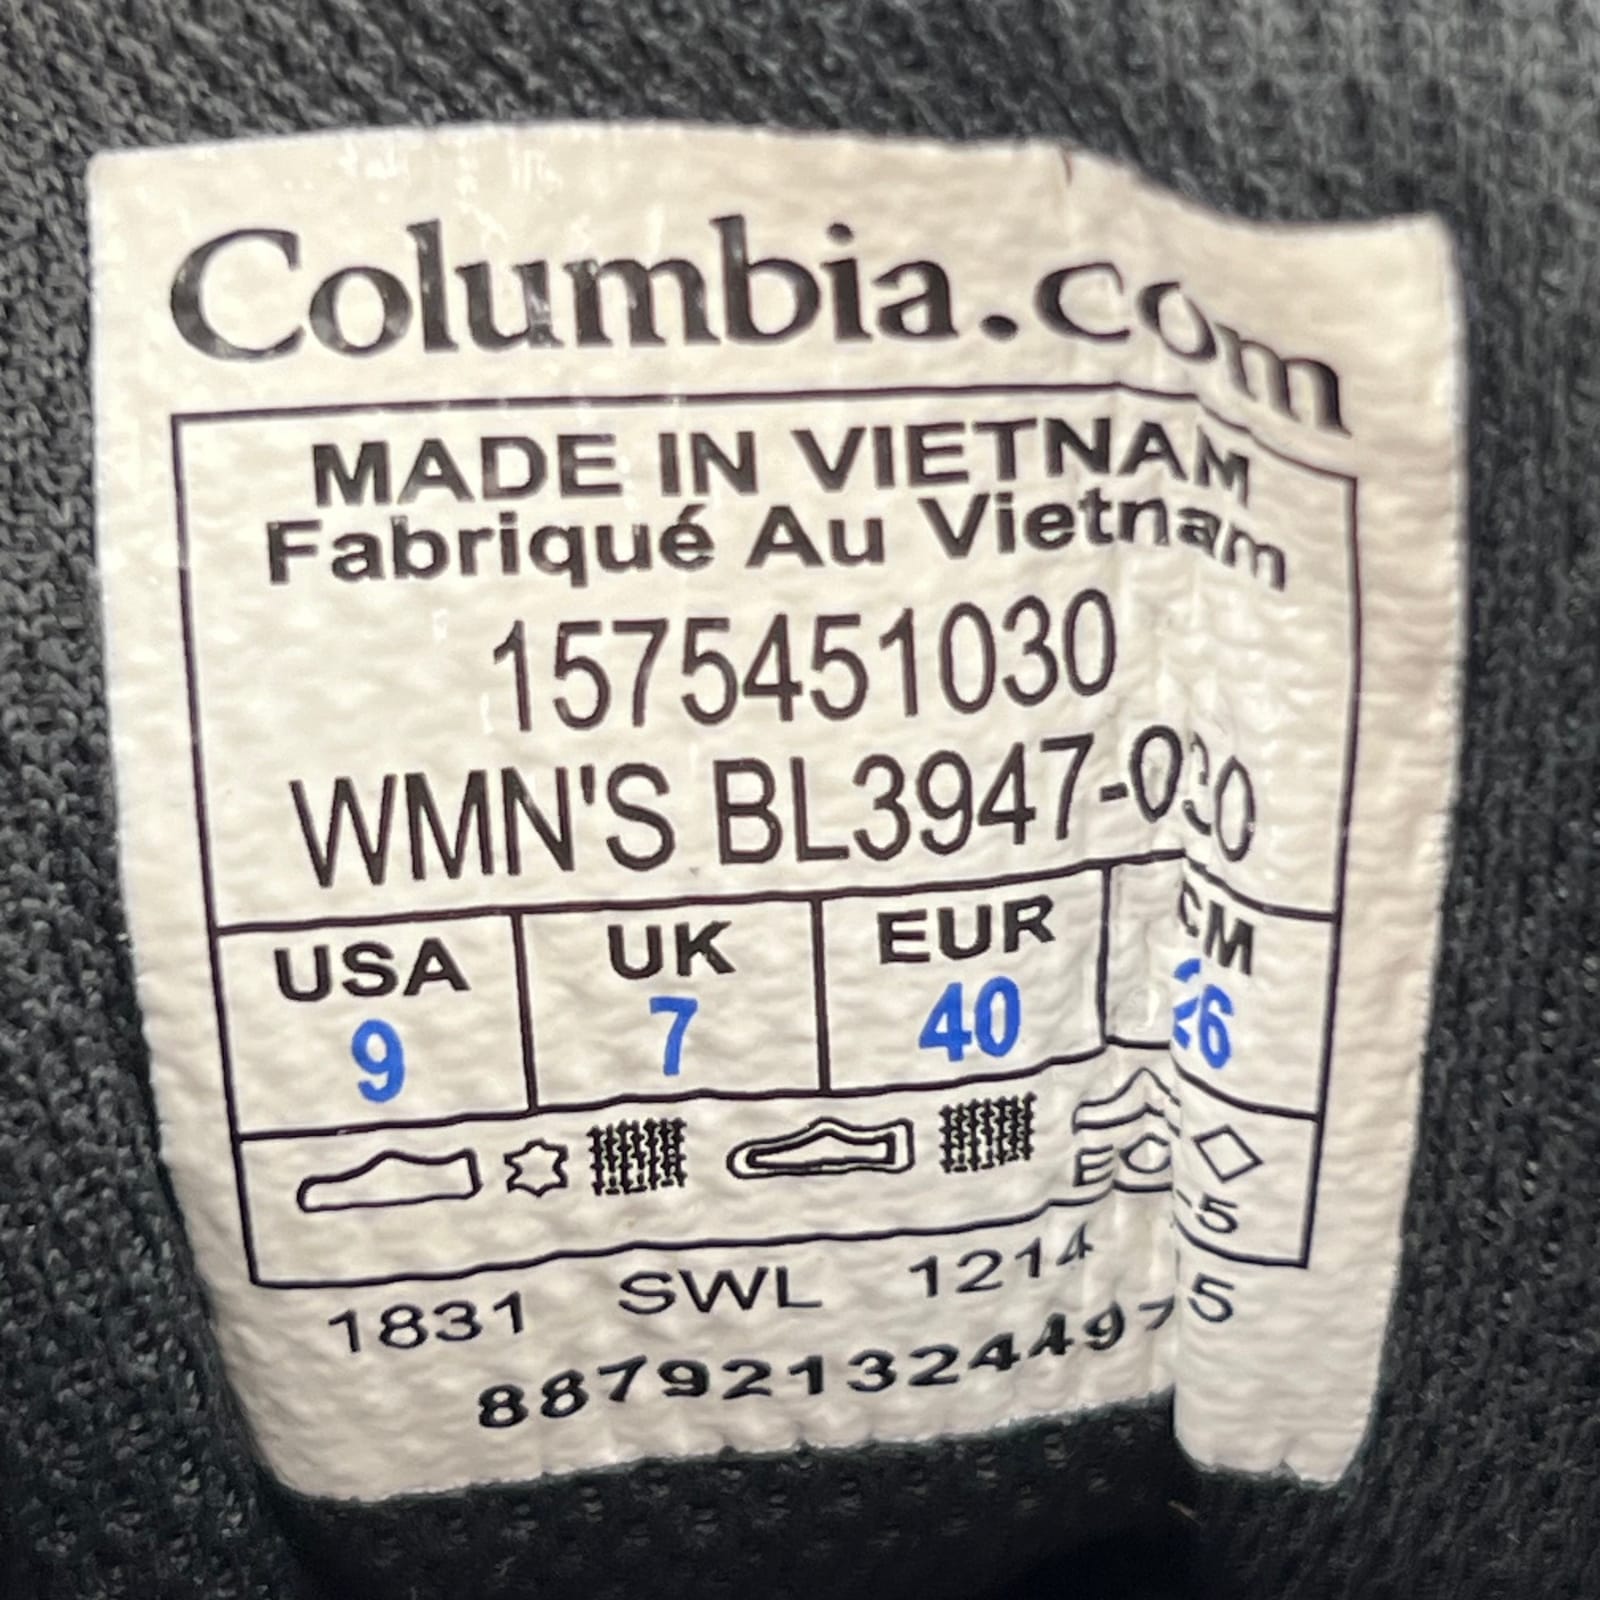 Columbia.com
MADE IN VIETNAM
Fabriqué Au Vietnam
1575451030
WMN'S BL3947-030
USA UK EUR CM
9 7 40 26
1831 SWL 1214